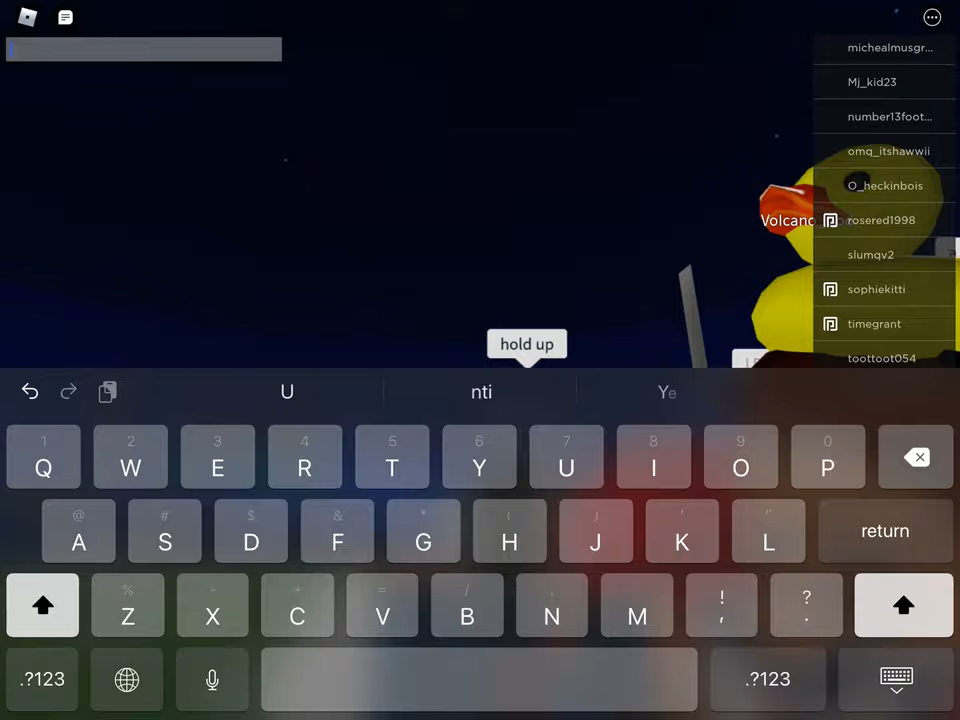 michealmusgr...
Mj_kid23
number13foot...
omq_itshawwii
O_heckinbois
Volcano
rosered1998
slumqv2
sophiekitti
timegrant
toottoot054
hold up
U nti Ye
1 2 3 4 5 6 7 8 9 0
Q W E R T Y U I O P
@ # $ & * ( ) ' "
A S D F G H J K L return
% - + = / ; ! ?
Z X C V B N M , .
.?123 .?123